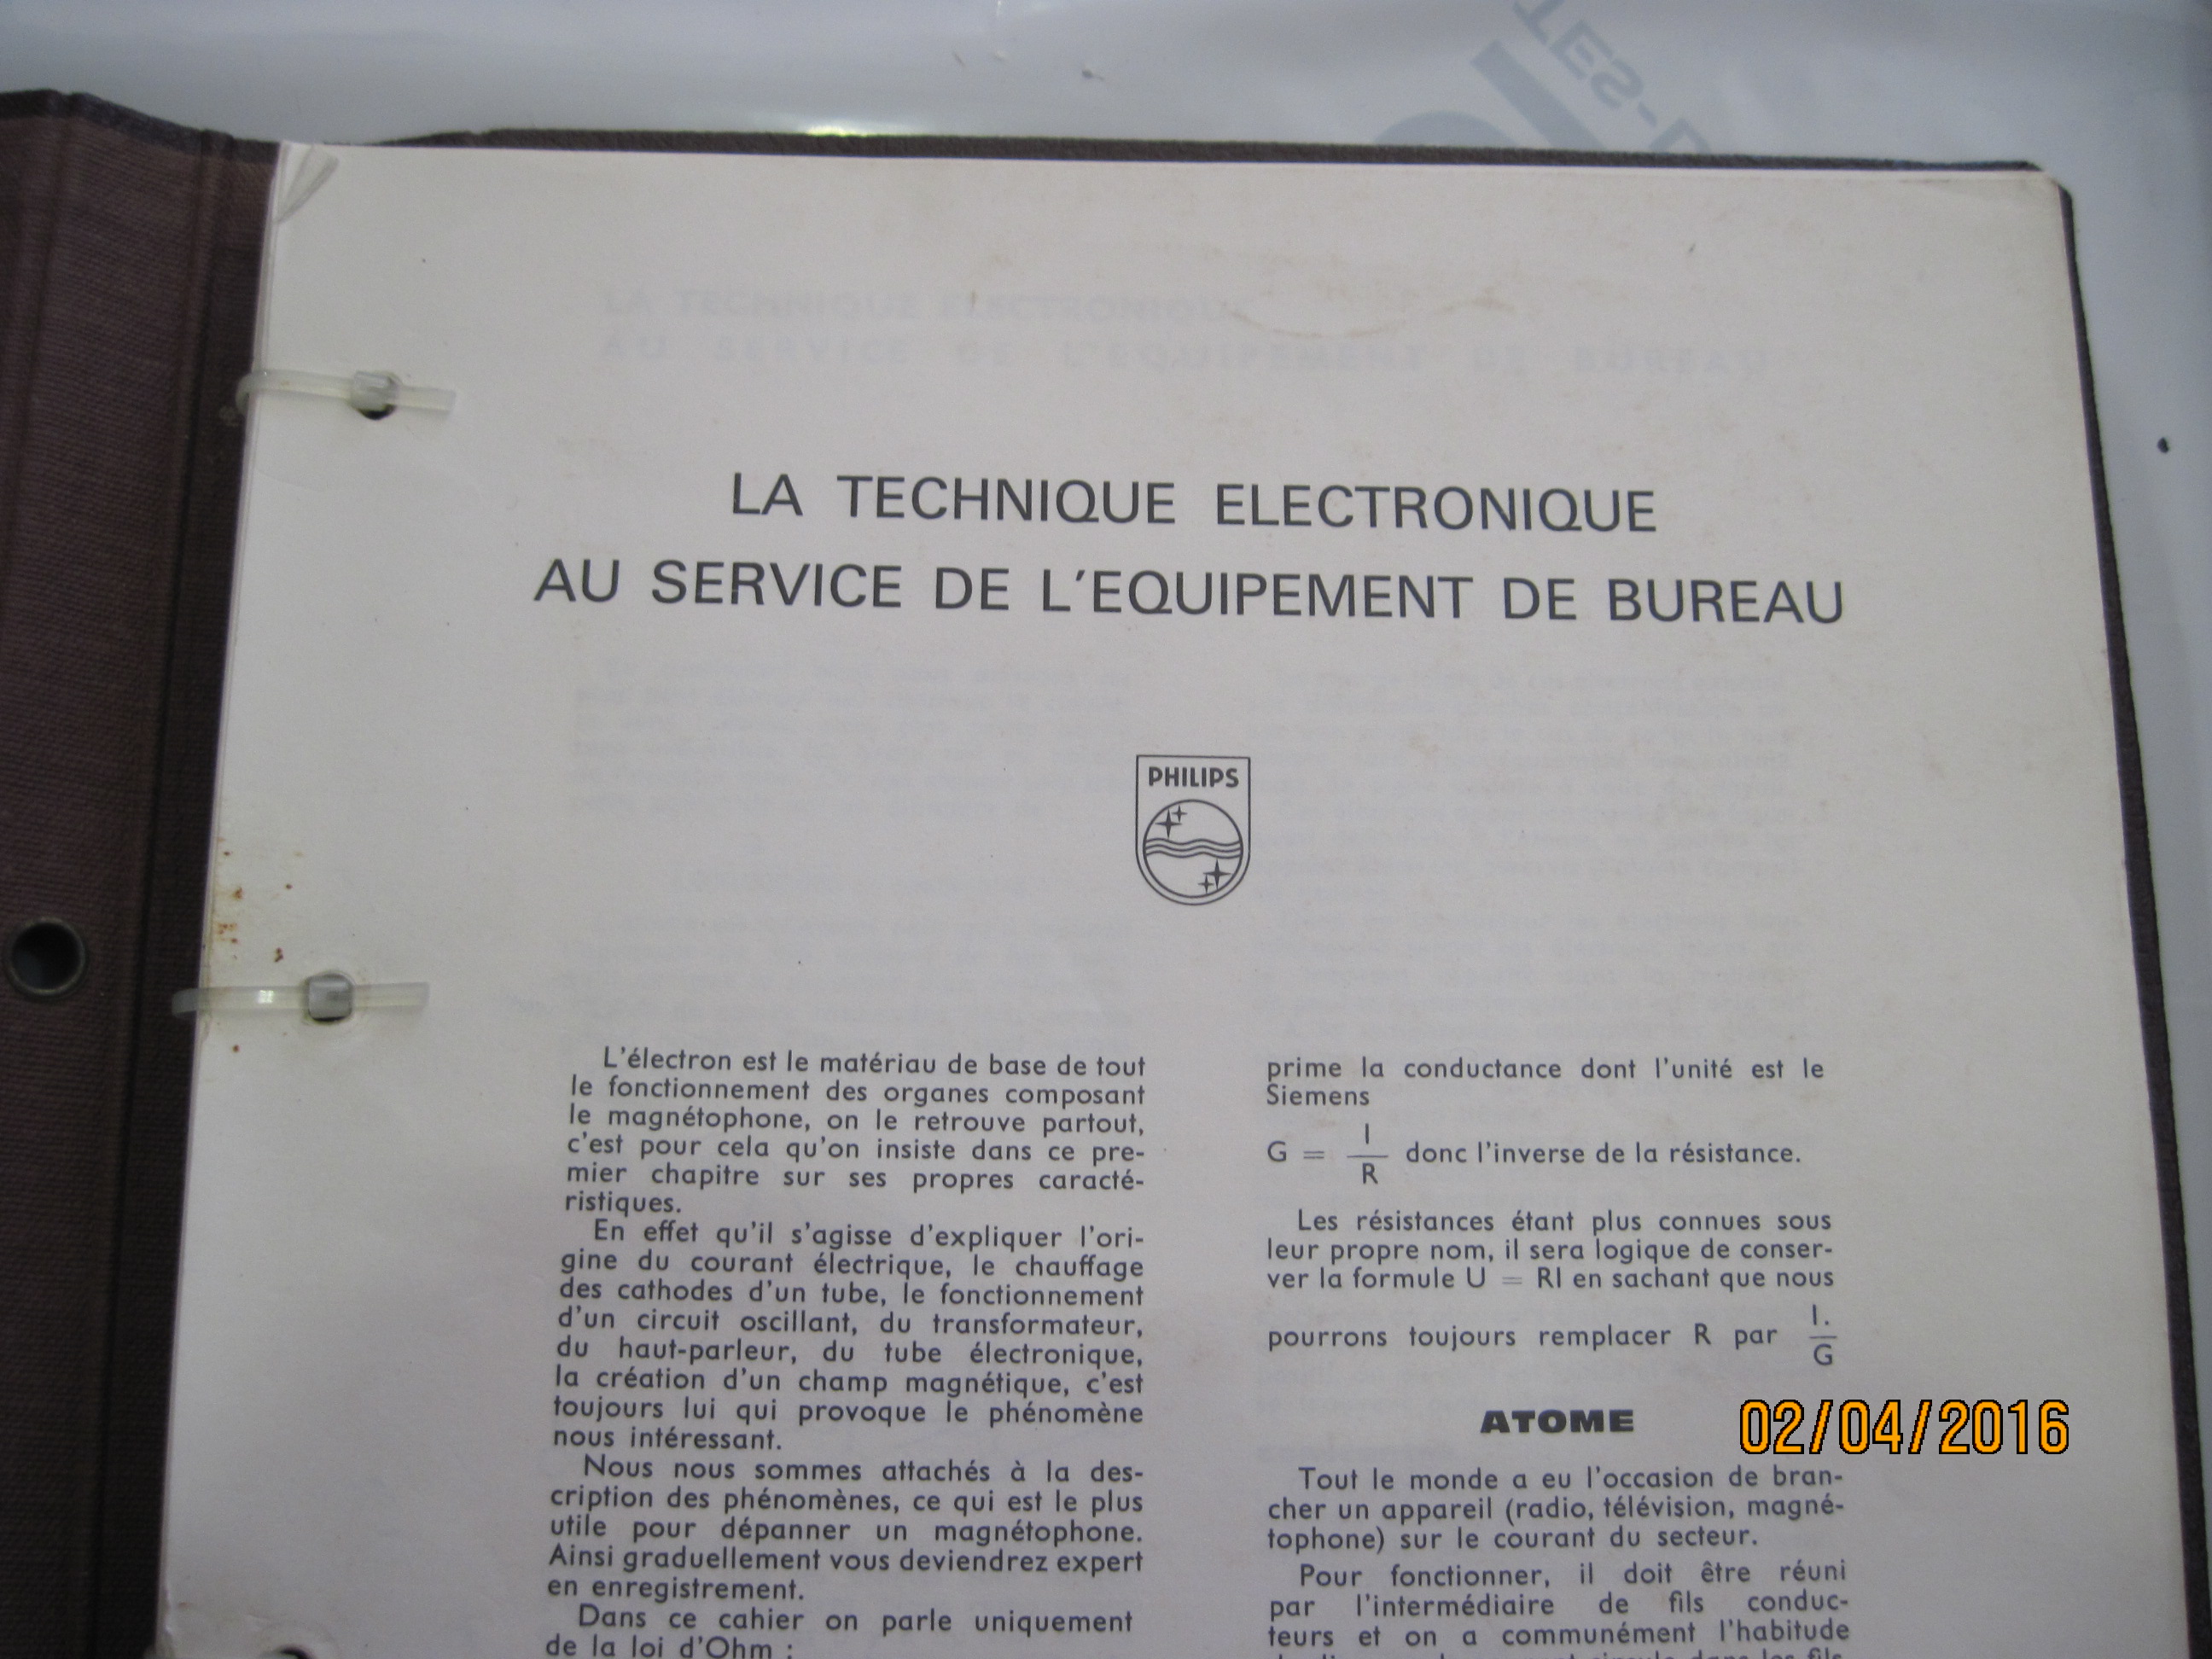 LA TECHNIQUE ELECTRONIQUE
AU SERVICE DE L'EQUIPEMENT DE BUREAU
PHILIPS
L'électron est le matériau de base de tout
le fonctionnement des organes composant
le magnétophone, on le retrouve partout,
c'est pour cela qu'on insiste dans ce pre-
mier chapitre sur ses propres caracté-
ristiques.
En effet qu'il s'agisse d'expliquer l'ori-
gine du courant électrique, le chauffage
des cathodes d'un tube, le fonctionnement
d'un circuit oscillant, du transformateur,
du haut-parleur, du tube électronique,
la création d'un champ magnétique, c'est
toujours lui qui provoque le phénomène
nous intéressant.
Nous nous sommes attachés à la des-
cription des phénomènes, ce qui est le plus
utile pour dépanner un magnétophone.
Ainsi graduellement vous deviendrez expert
en enregistrement.
Dans ce cahier on parle uniquement
de la loi d'Ohm :
prime la conductance dont l'unité est le
Siemens
G = I/R donc l'inverse de la résistance.
Les résistances étant plus connues sous
leur propre nom, il sera logique de conser-
ver la formule U = RI en sachant que nous
pourrons toujours remplacer R par I./G
ATOME
Tout le monde a eu l'occasion de bran-
cher un appareil (radio, télévision, magné-
tophone) sur le courant du secteur.
Pour fonctionner, il doit être réuni
par l'intermédiaire de fils conduc-
teurs et on a communément l'habitude
02/04/2016